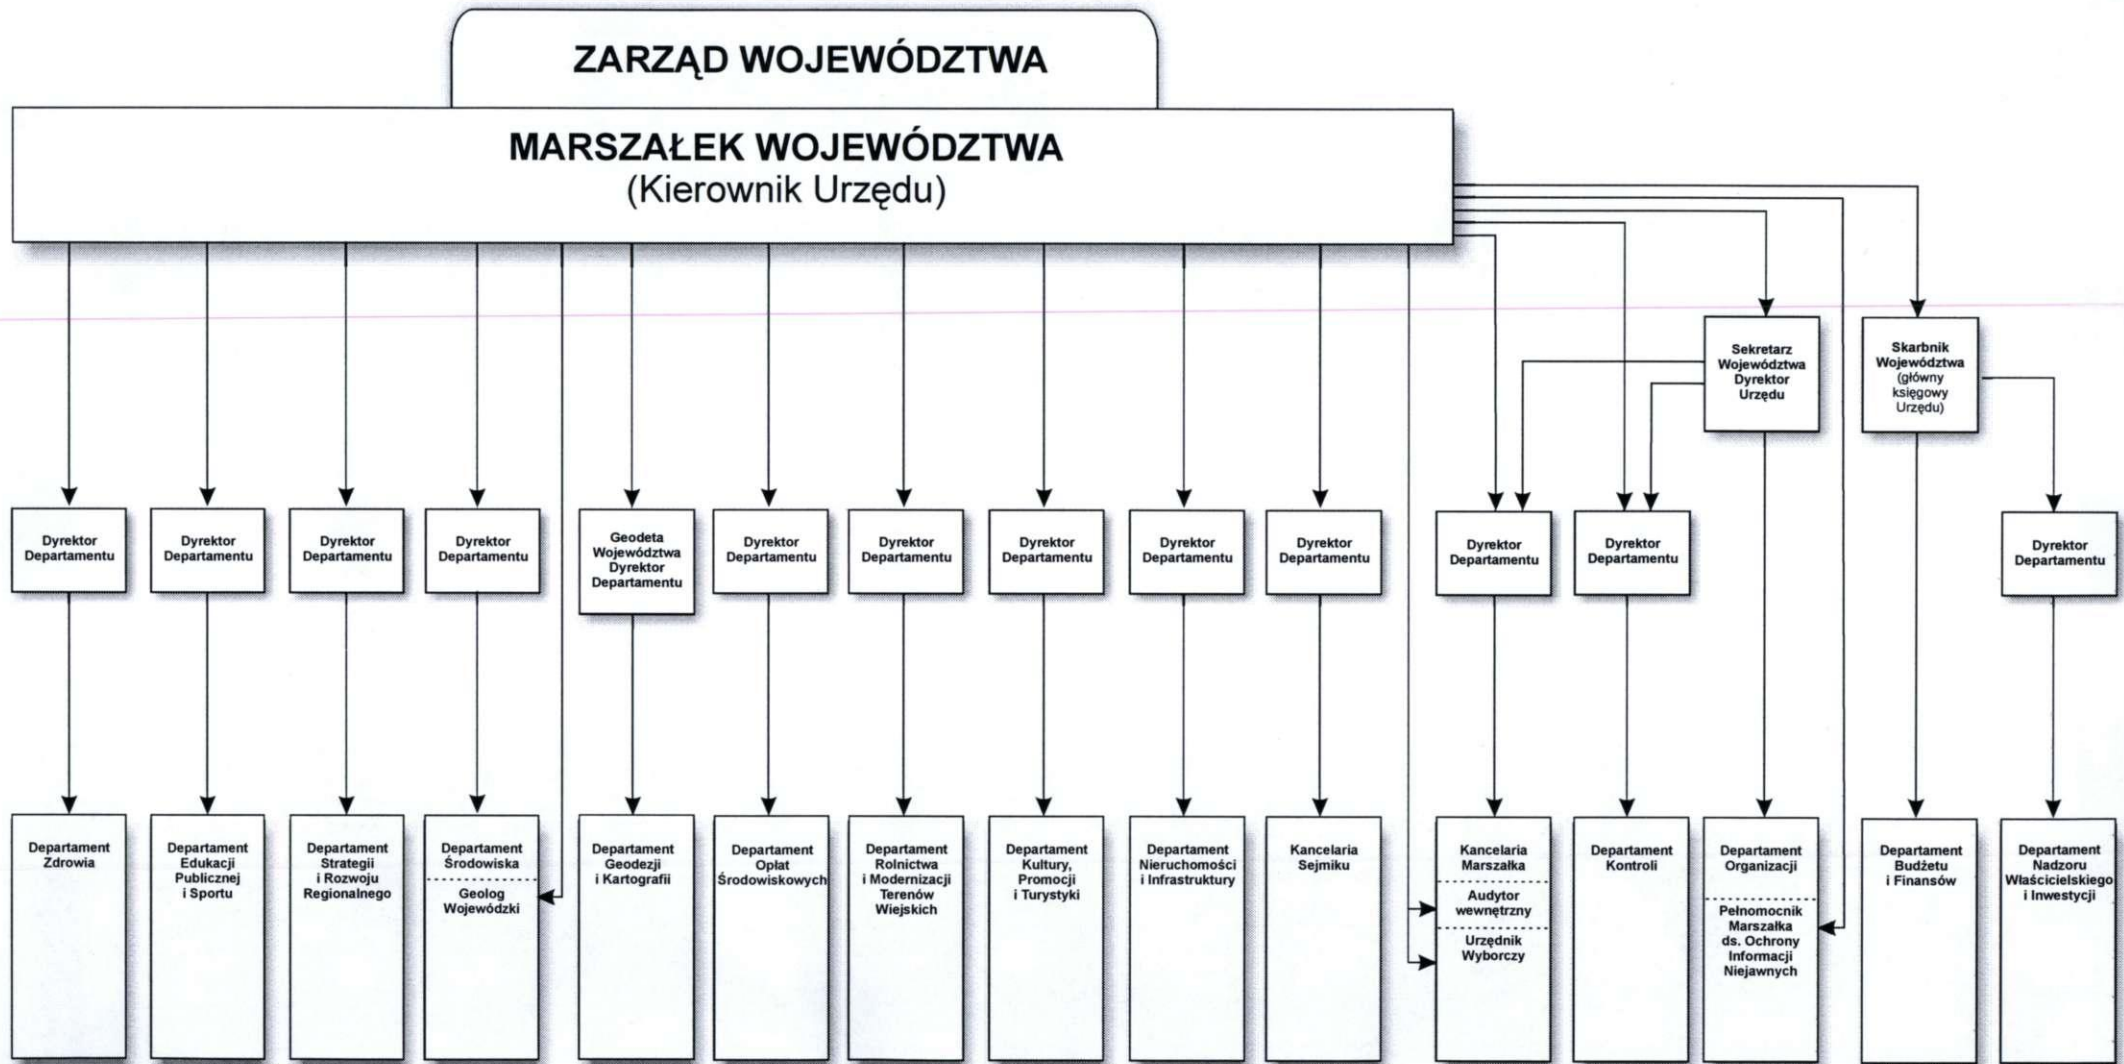 ZARZĄD WOJEWÓDZTWA
MARSZAŁEK WOJEWÓDZTWA
(Kierownik Urzędu)
Sekretarz
Województwa
Dyrektor
Urzędu
Skarbnik
Województwa
(główny
księgowy
Urzędu)
Dyrektor
Departamentu
Dyrektor
Departamentu
Dyrektor
Departamentu
Dyrektor
Departamentu
Geodeta
Województwa
Dyrektor
Departamentu
Dyrektor
Departamentu
Dyrektor
Departamentu
Dyrektor
Departamentu
Dyrektor
Departamentu
Dyrektor
Departamentu
Dyrektor
Departamentu
Dyrektor
Departamentu
Dyrektor
Departamentu
Departament
Zdrowia
Departament
Edukacji
Publicznej
i Sportu
Departament
Strategii
i Rozwoju
Regionalnego
Departament
Środowiska
Geolog
Wojewódzki
Departament
Geodezji
i Kartografii
Departament
Opłat
Środowiskowych
Departament
Rolnictwa
i Modernizacji
Terenów
Wiejskich
Departament
Kultury,
Promocji
i Turystyki
Departament
Nieruchomości
i Infrastruktury
Kancelaria
Sejmiku
Kancelaria
Marszałka
Audytor
wewnętrzny
Urzędnik
Wyborczy
Departament
Kontroli
Departament
Organizacji
Pełnomocnik
Marszałka
ds. Ochrony
Informacji
Niejawnych
Departament
Budżetu
i Finansów
Departament
Nadzoru
Właścicielskiego
i Inwestycji